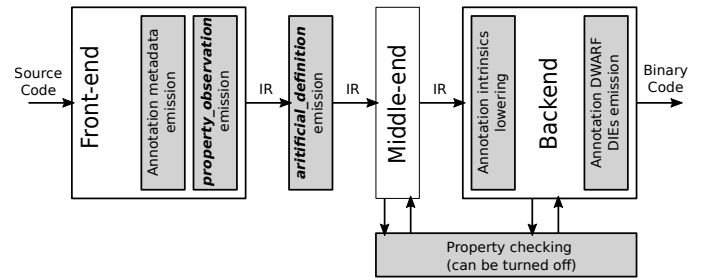 Source
Code
Front-end
Annotation metadata
emission
property_observation
emission
IR
aritificial_definition
emission
IR
Middle-end
IR
Annotation intrinsics
lowering
Backend
Annotation DWARF
DIEs emission
Binary
Code
Property checking
(can be turned off)